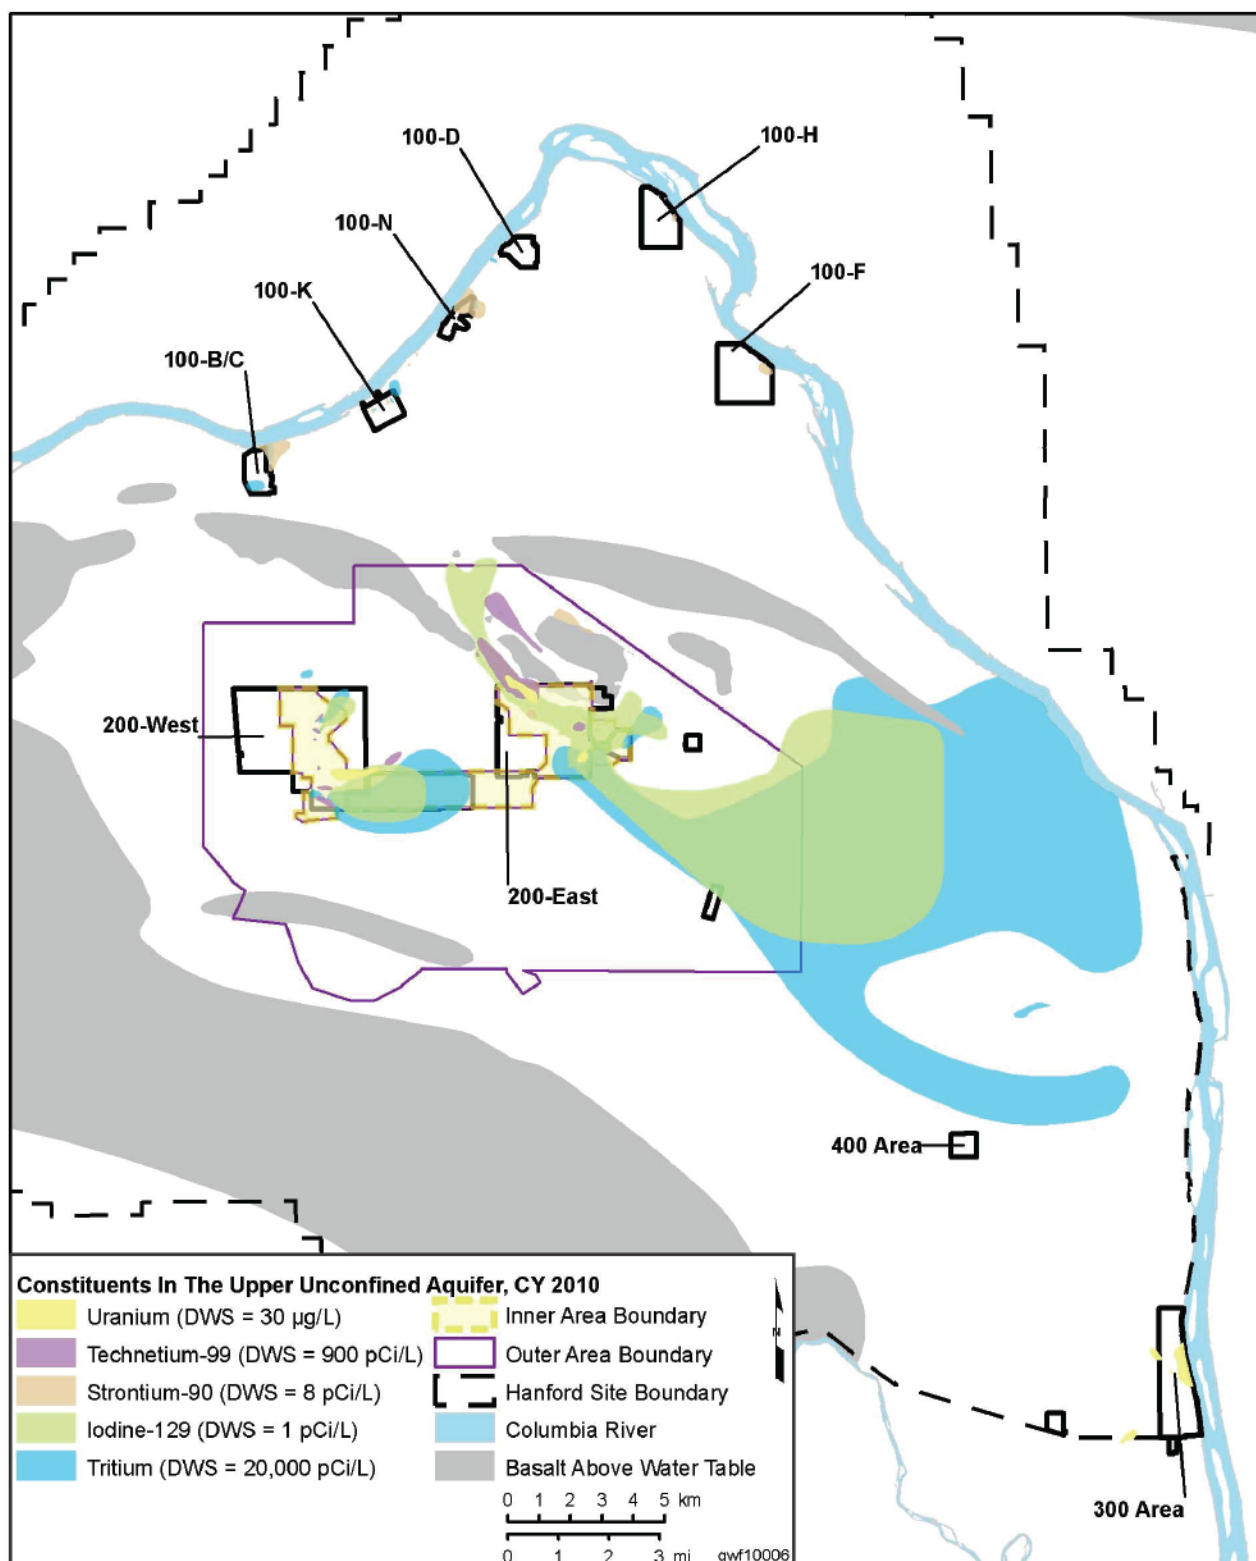 100-D
100-H
100-N
100-F
100-K
100-B/C
200-West
200-East
400 Area
Constituents In The Upper Unconfined Aquifer, CY 2010
Uranium (DWS = 30 µg/L)
Inner Area Boundary
Technetium-99 (DWS = 900 pCi/L)
Outer Area Boundary
Strontium-90 (DWS = 8 pCi/L)
Hanford Site Boundary
Iodine-129 (DWS = 1 pCi/L)
Columbia River
Tritium (DWS = 20,000 pCi/L)
Basalt Above Water Table
N
0 1 2 3 4 5 km
0 1 2 3 mi
gwf10006
300 Area